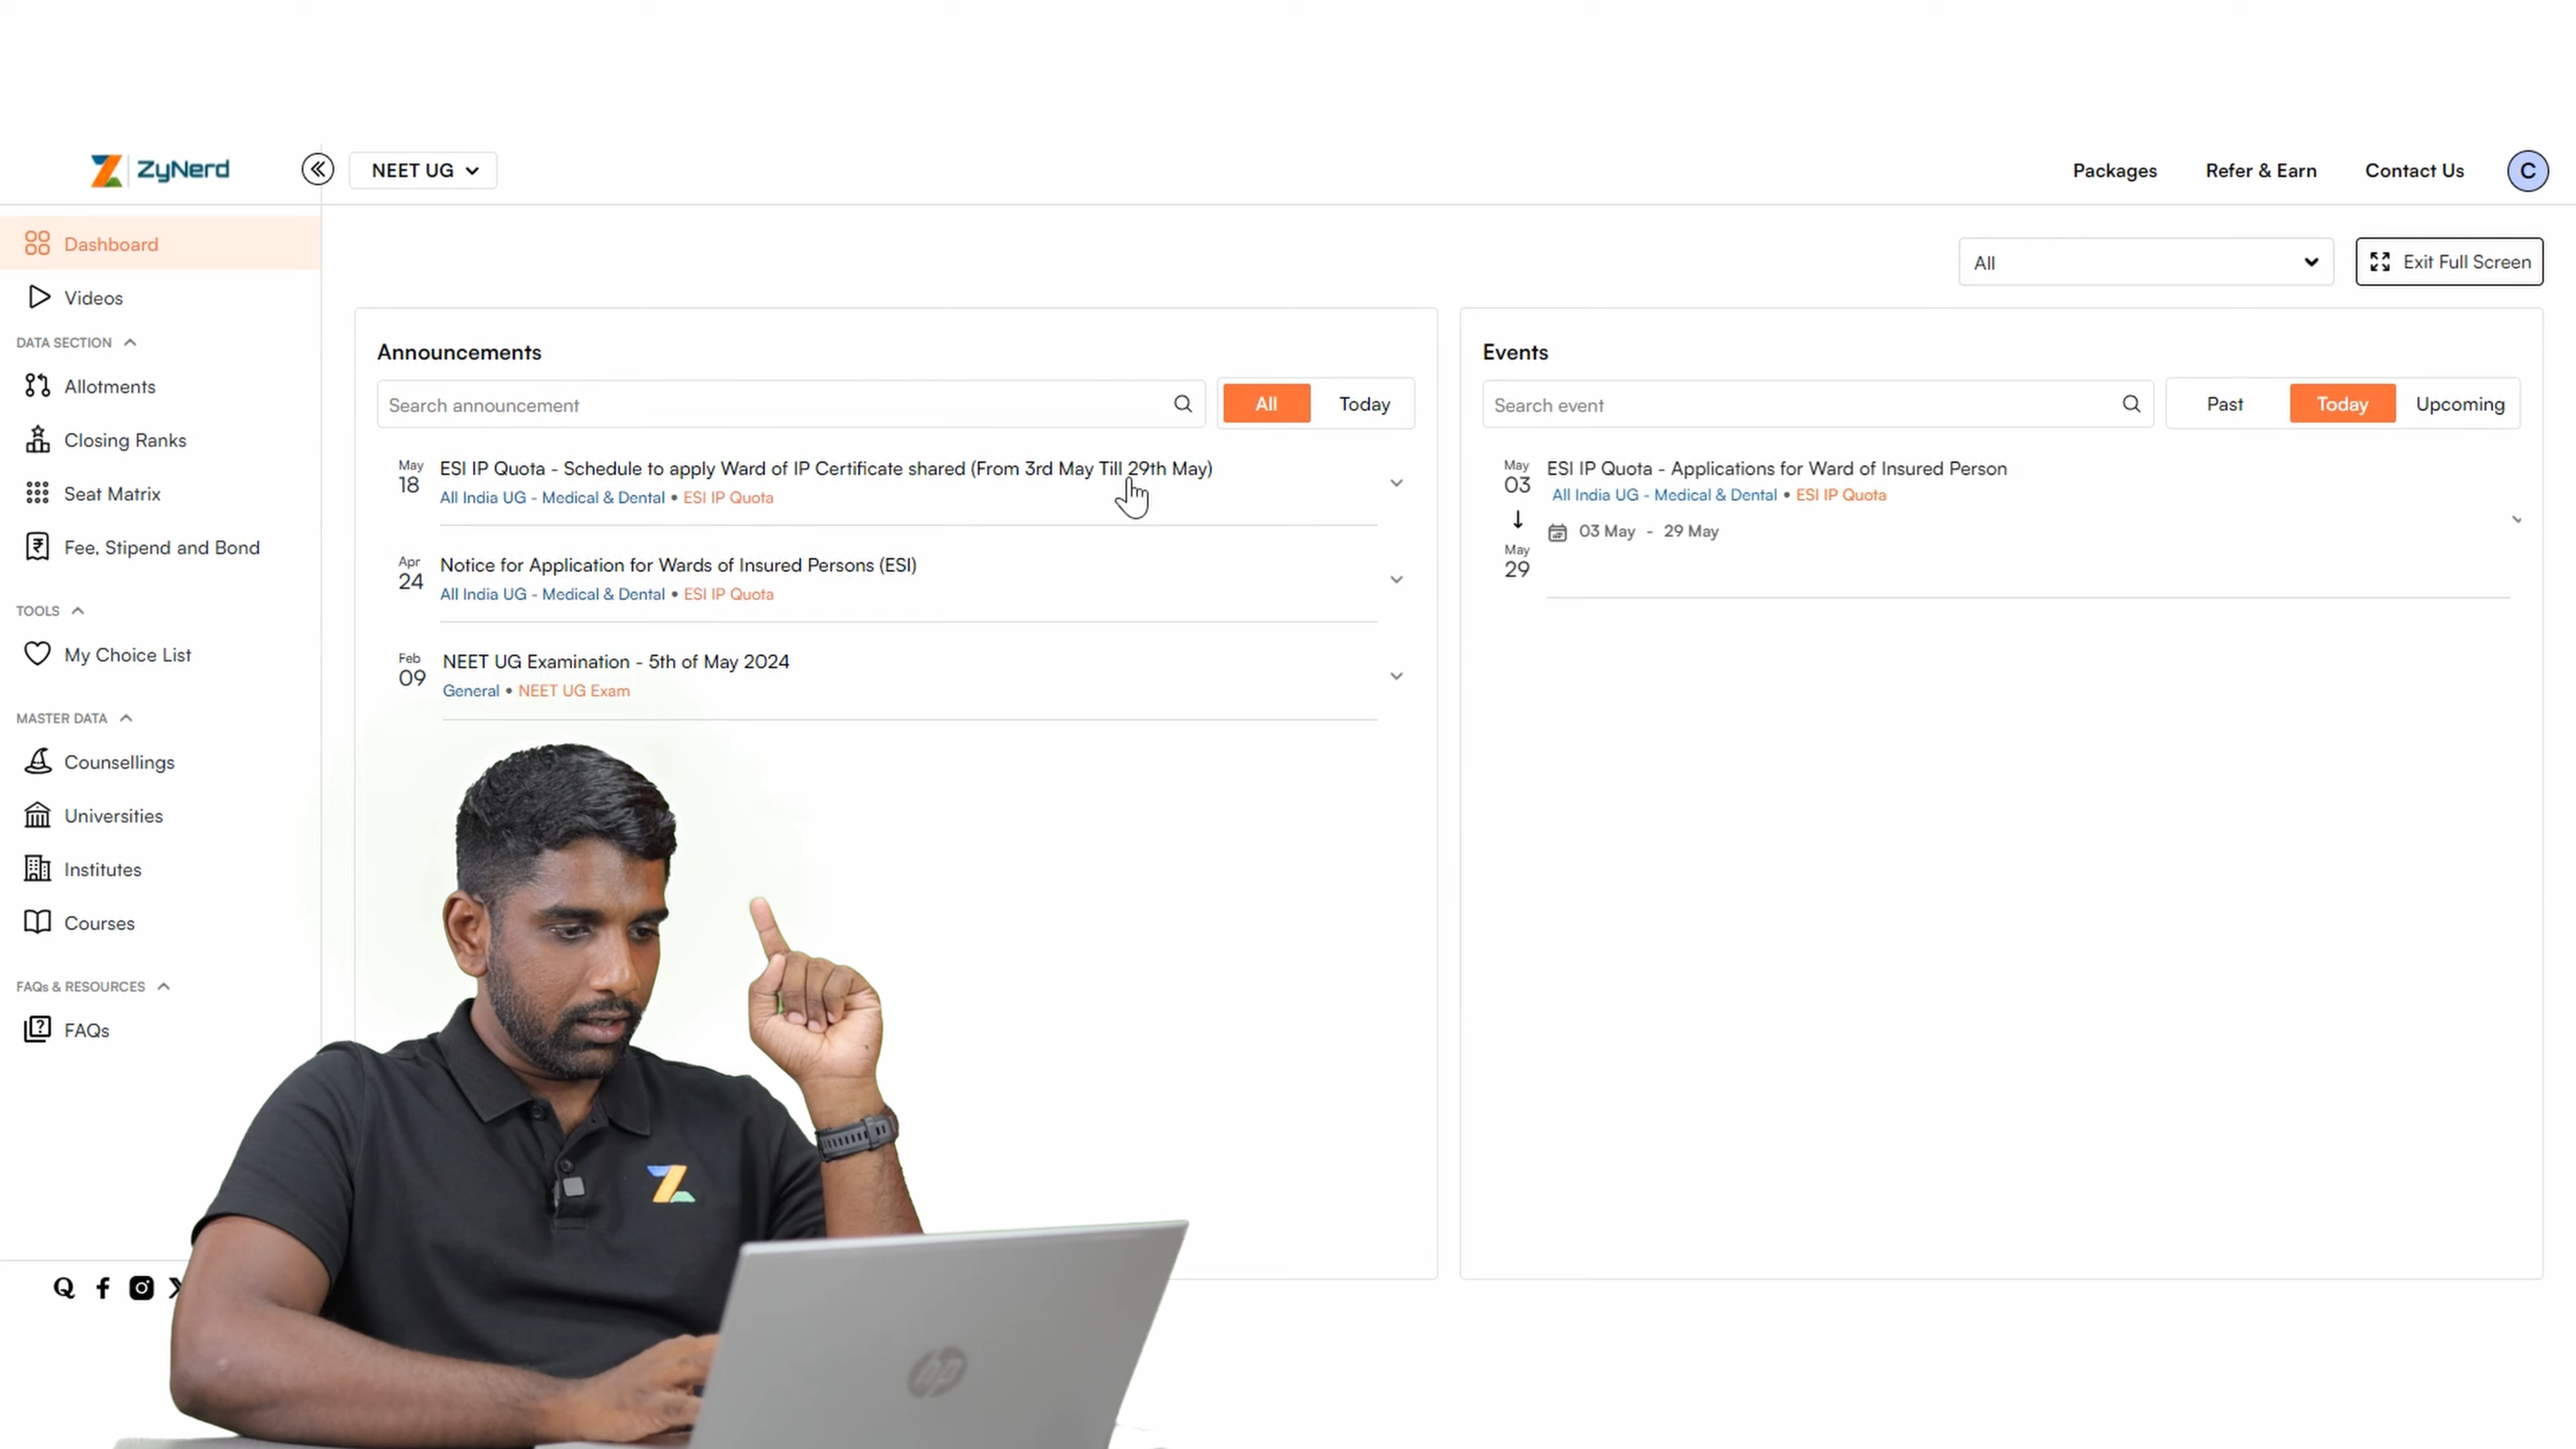 ZyNerd
NEET UG
Packages
Refer & Earn
Contact Us
C
Dashboard
Videos
DATA SECTION
Allotments
Closing Ranks
Seat Matrix
Fee, Stipend and Bond
TOOLS
My Choice List
MASTER DATA
Counsellings
Universities
Institutes
Courses
FAQs & RESOURCES
FAQs
All
Exit Full Screen
Announcements
Search announcement
All
Today
May
18
ESI IP Quota - Schedule to apply Ward of IP Certificate shared (From 3rd May Till 29th May)
All India UG - Medical & Dental • ESI IP Quota
Apr
24
Notice for Application for Wards of Insured Persons (ESI)
All India UG - Medical & Dental • ESI IP Quota
Feb
09
NEET UG Examination - 5th of May 2024
General • NEET UG Exam
Events
Search event
Past
Today
Upcoming
May
03
ESI IP Quota - Applications for Ward of Insured Person
All India UG - Medical & Dental • ESI IP Quota
03 May - 29 May
May
29
hp